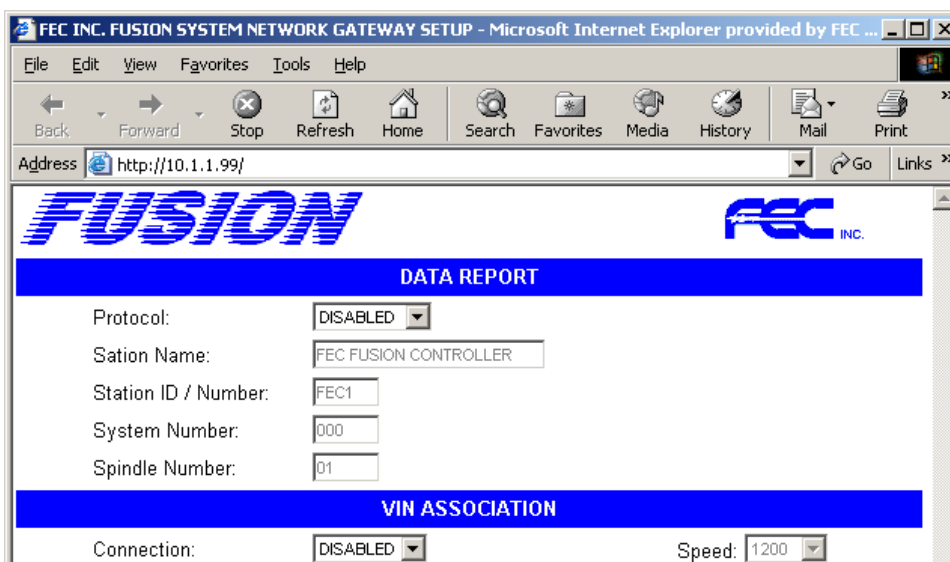 FEC INC. FUSION SYSTEM NETWORK GATEWAY SETUP - Microsoft Internet Explorer provided by FEC ...
File Edit View Favorites Tools Help
Back Forward Stop Refresh Home Search Favorites Media History Mail Print
Address http://10.1.1.99/ Go Links
FUSION FEC INC.
DATA REPORT
Protocol: DISABLED
Sation Name: FEC FUSION CONTROLLER
Station ID / Number: FEC1
System Number: 000
Spindle Number: 01
VIN ASSOCIATION
Connection: DISABLED Speed: 1200